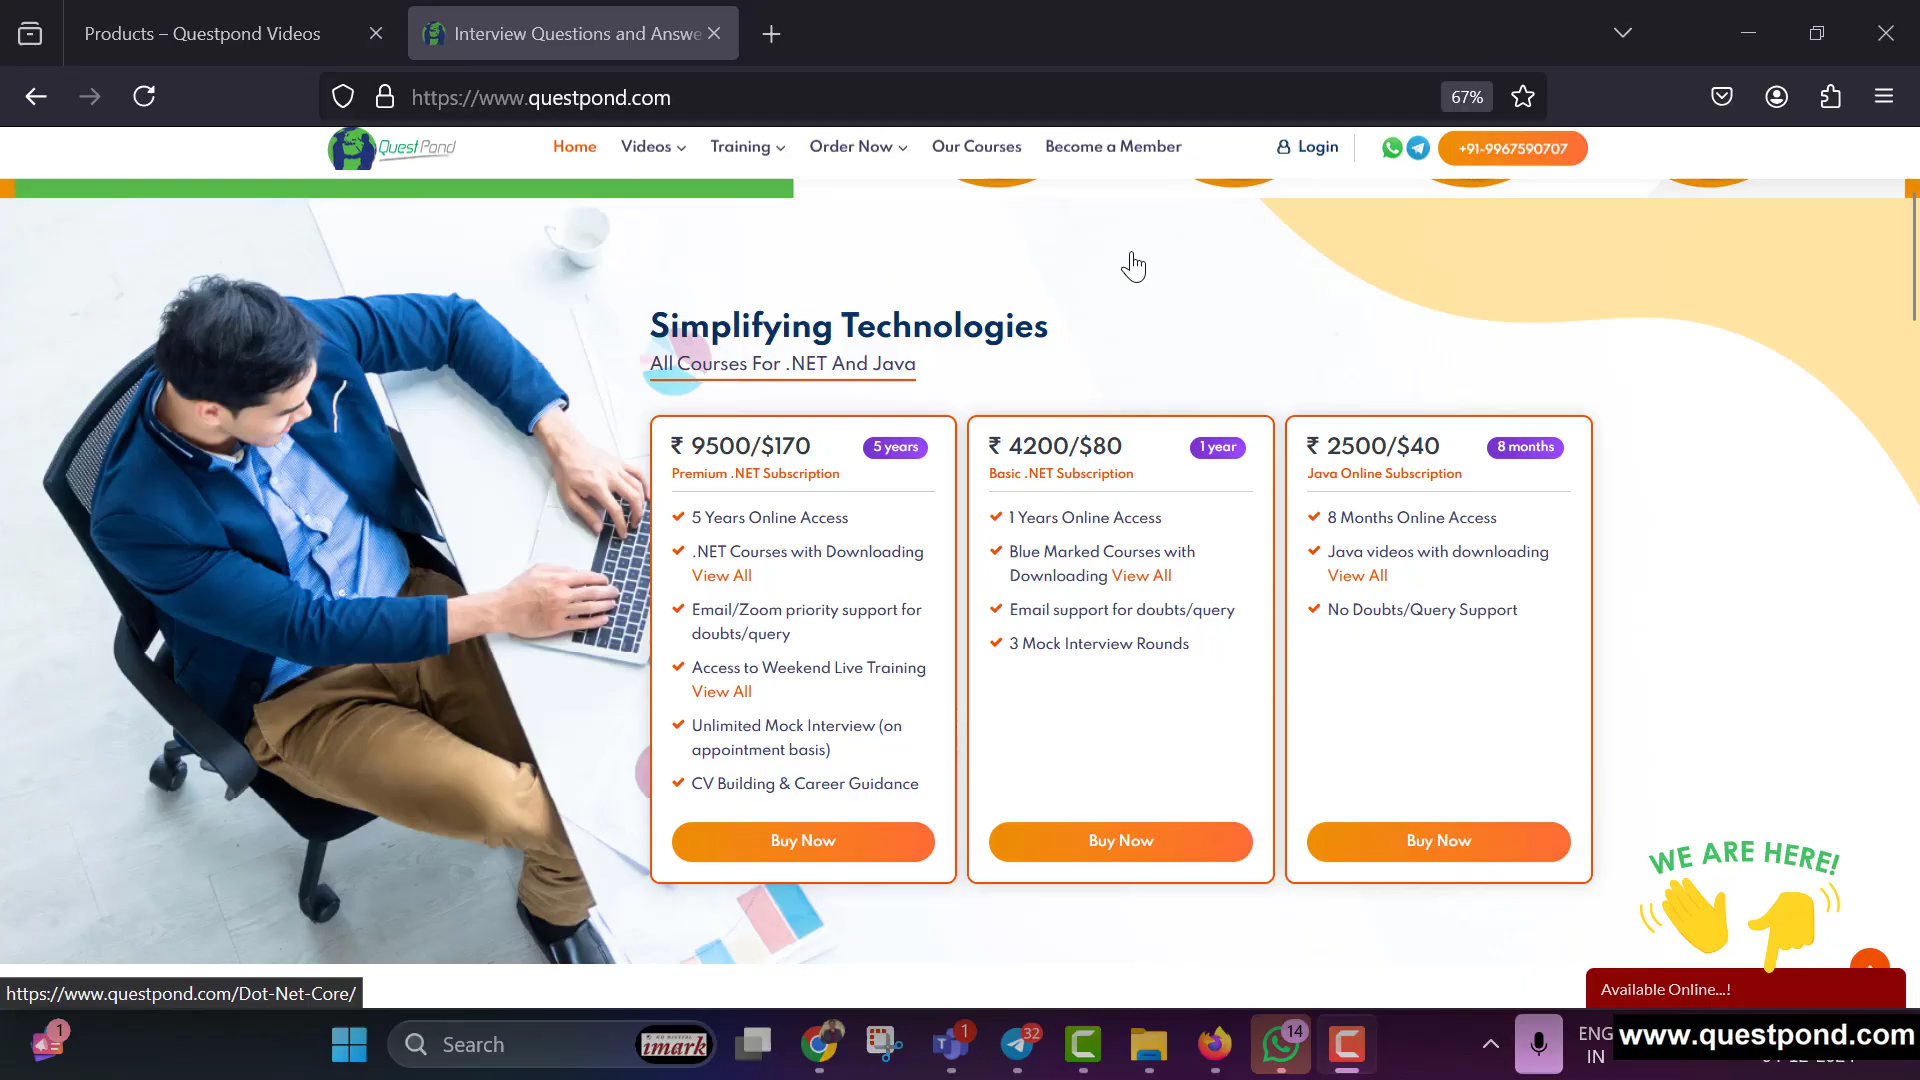 Products – Questpond Videos
Interview Questions and Answe
https://www.questpond.com
67%
QuestPond
Home
Videos
Training
Order Now
Our Courses
Become a Member
Login
+91-9967590707
Simplifying Technologies
All Courses For .NET And Java
₹ 9500/$170
5 years
Premium .NET Subscription
5 Years Online Access
.NET Courses with Downloading
View All
Email/Zoom priority support for
doubts/query
Access to Weekend Live Training
View All
Unlimited Mock Interview (on
appointment basis)
CV Building & Career Guidance
Buy Now
₹ 4200/$80
1 year
Basic .NET Subscription
1 Years Online Access
Blue Marked Courses with
Downloading View All
Email support for doubts/query
3 Mock Interview Rounds
Buy Now
₹ 2500/$40
8 months
Java Online Subscription
8 Months Online Access
Java videos with downloading
View All
No Doubts/Query Support
Buy Now
WE ARE HERE!
Available Online...!
https://www.questpond.com/Dot-Net-Core/
1
Search
imark
1
32
14
ENG
IN
www.questpond.com